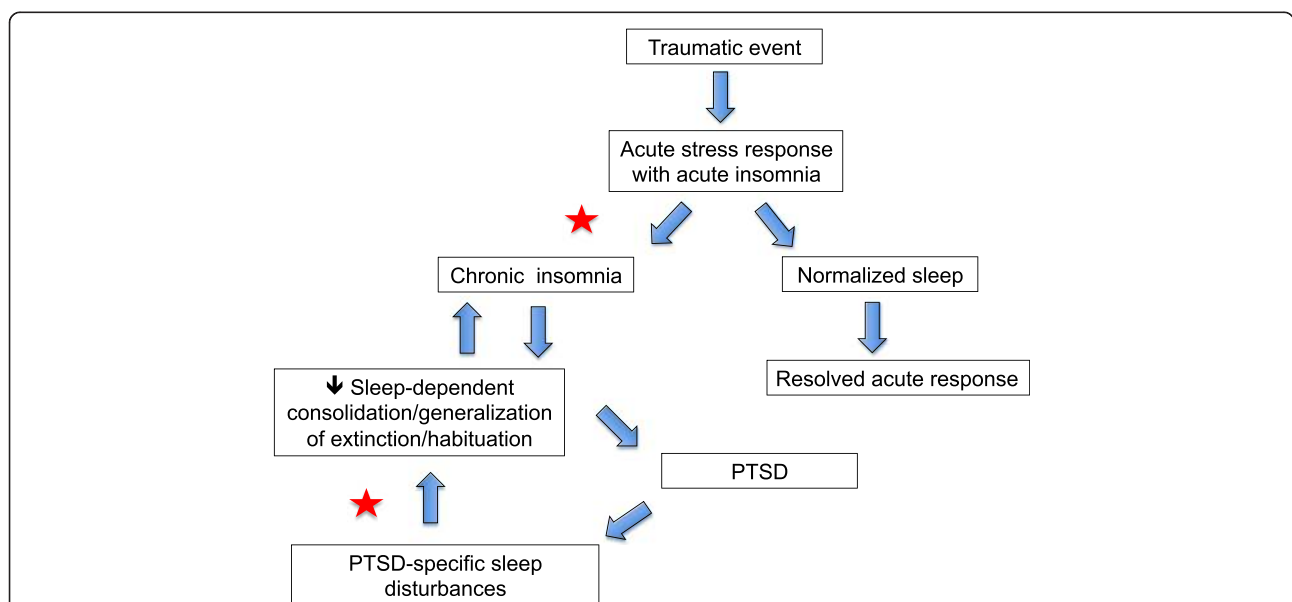 Traumatic event
Acute stress response
with acute insomnia
Chronic insomnia
Normalized sleep
🡻 Sleep-dependent
consolidation/generalization
of extinction/habituation
Resolved acute response
PTSD
PTSD-specific sleep
disturbances